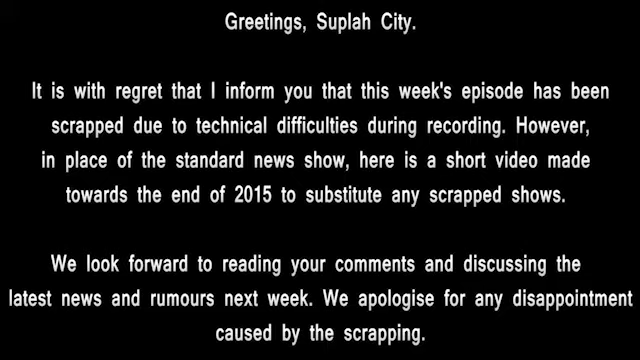 Greetings, Suplah City.
It is with regret that I inform you that this week's episode has been
scrapped due to technical difficulties during recording. However,
in place of the standard news show, here is a short video made
towards the end of 2015 to substitute any scrapped shows.
We look forward to reading your comments and discussing the
latest news and rumours next week. We apologise for any disappointment
caused by the scrapping.